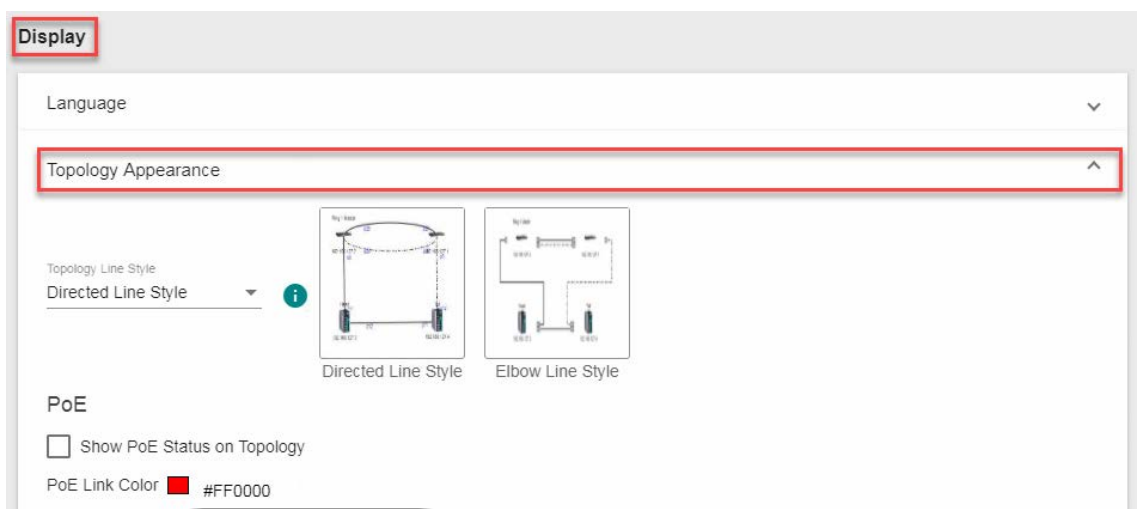 Display
Language
Topology Appearance
Topology Line Style
Directed Line Style
Directed Line Style
Elbow Line Style
PoE
Show PoE Status on Topology
PoE Link Color #FF0000